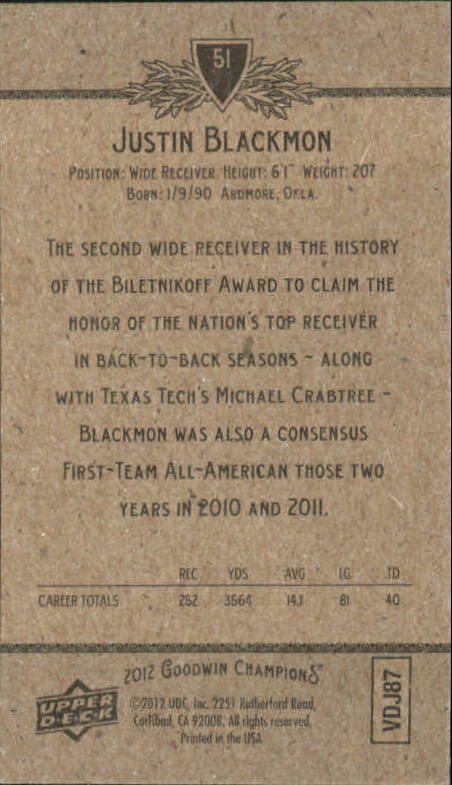 51
JUSTIN BLACKMON
POSITION: WIDE RECEIVER HEIGHT: 6'1" WEIGHT: 207
BORN: 1/9/90 ARDMORE, OKLA.
THE SECOND WIDE RECEIVER IN THE HISTORY
OF THE BILETNIKOFF AWARD TO CLAIM THE
HONOR OF THE NATION'S TOP RECEIVER
IN BACK-TO-BACK SEASONS - ALONG
WITH TEXAS TECH'S MICHAEL CRABTREE -
BLACKMON WAS ALSO A CONSENSUS
FIRST-TEAM ALL-AMERICAN THOSE TWO
YEARS IN 2010 AND 2011.
REC YDS AVG LG TD
CAREER TOTALS 262 3664 14.1 81 40
2012 GOODWIN CHAMPIONS
UPPER DECK
©2012 UDC, Inc. 2251 Rutherford Road,
Carlsbad, CA 92008. All rights reserved.
Printed in the USA
VDJ87